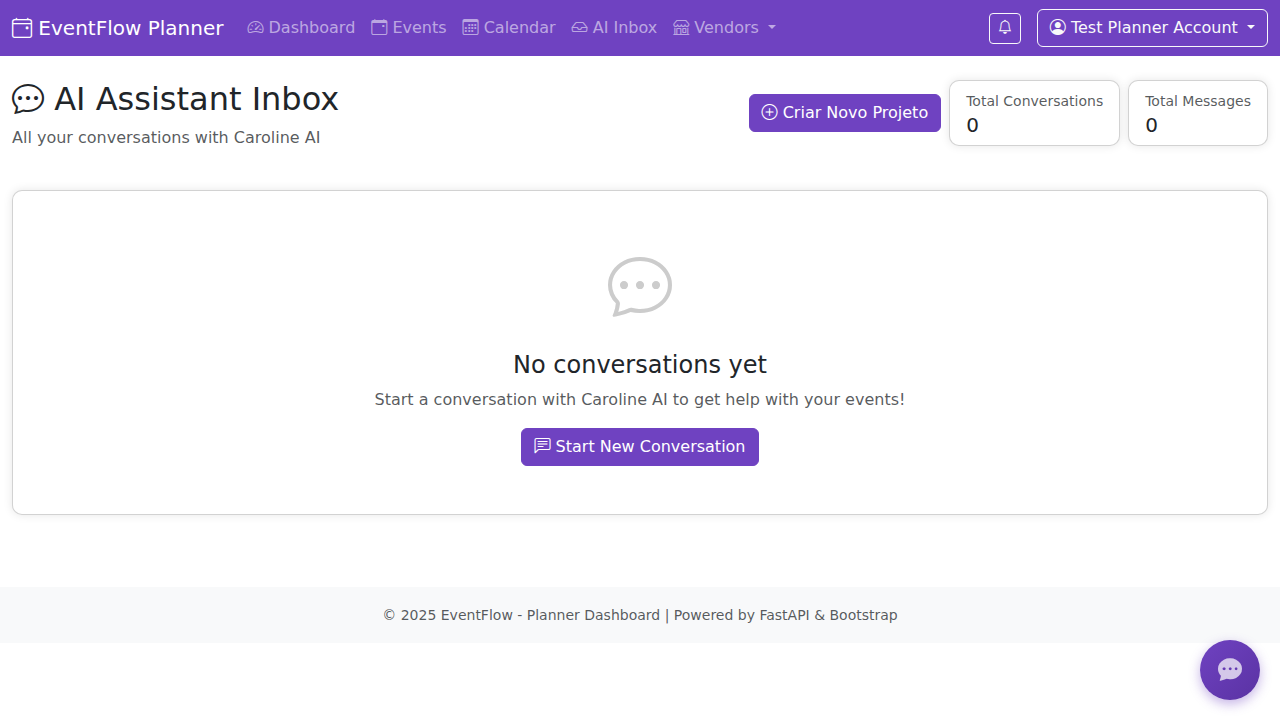 EventFlow Planner Dashboard Events Calendar AI Inbox Vendors Test Planner Account
AI Assistant Inbox
All your conversations with Caroline AI
Criar Novo Projeto
Total Conversations
0
Total Messages
0
No conversations yet
Start a conversation with Caroline AI to get help with your events!
Start New Conversation
© 2025 EventFlow - Planner Dashboard | Powered by FastAPI & Bootstrap